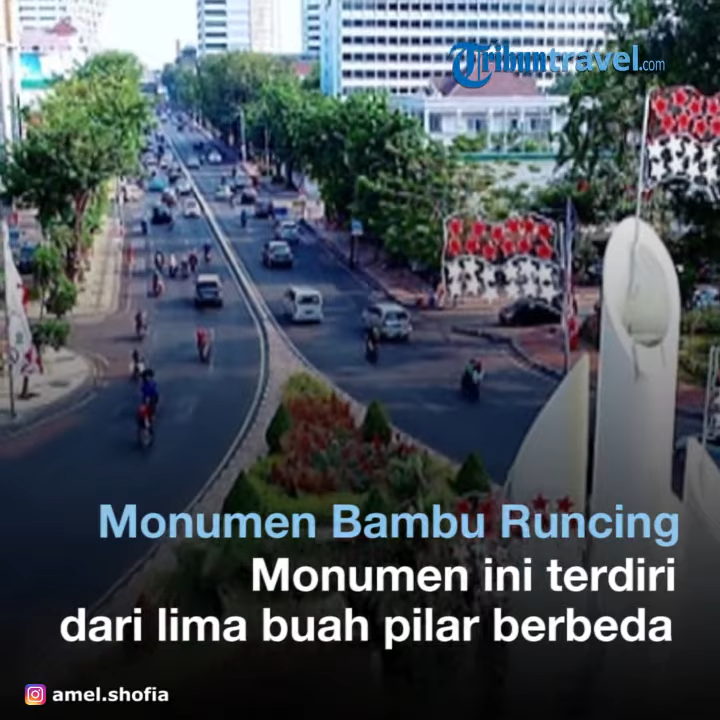 Tribuntravel.com
Monumen Bambu Runcing
Monumen ini terdiri
dari lima buah pilar berbeda
amel.shofia